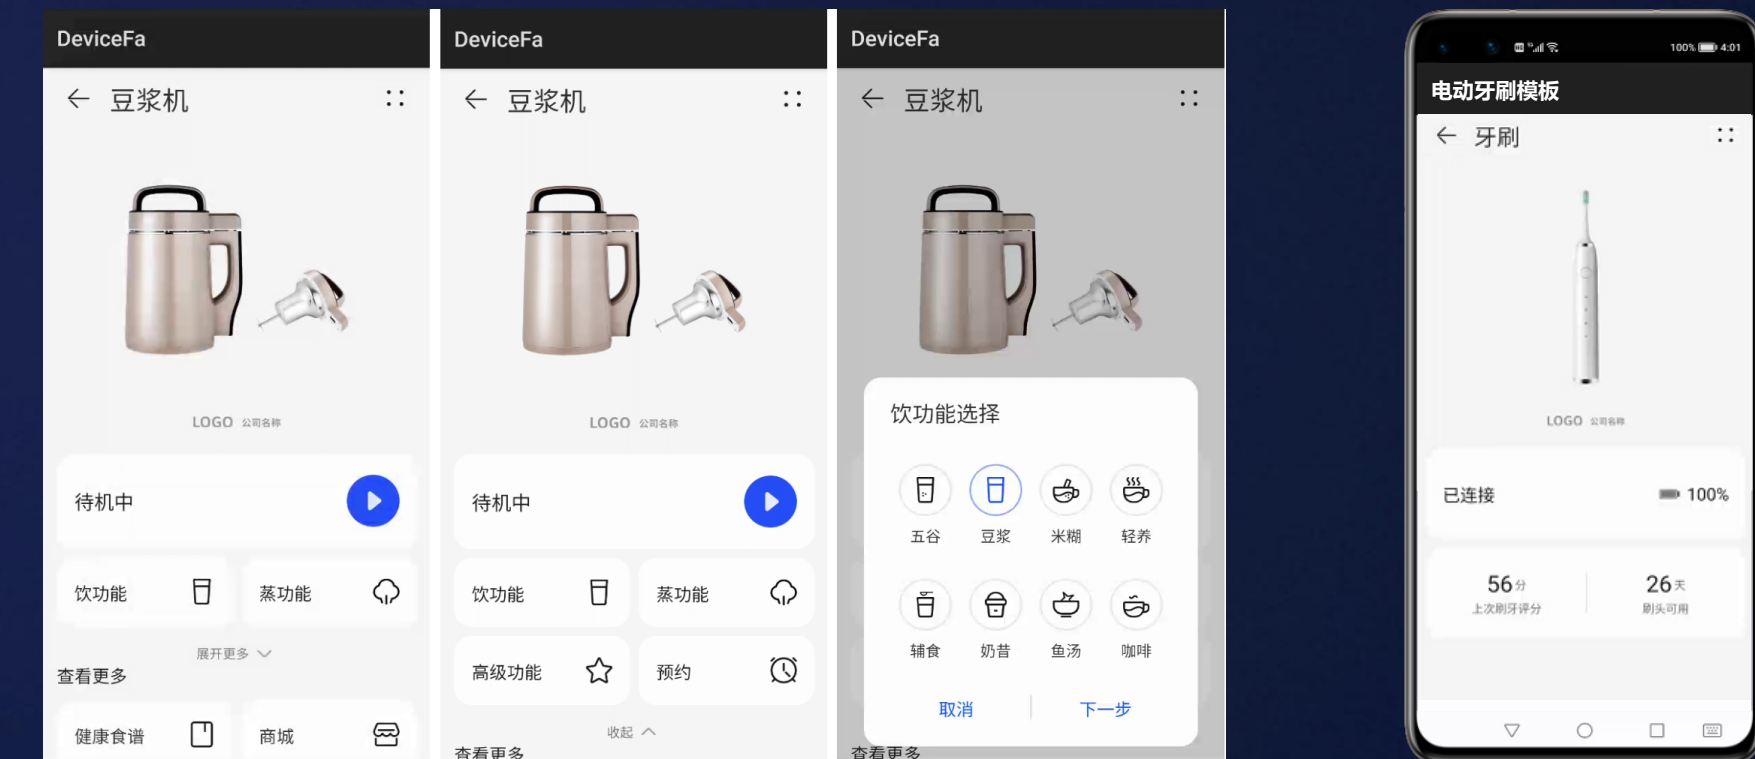 DeviceFa
豆浆机
LOGO 公司名称
待机中
饮功能
蒸功能
展开更多
查看更多
健康食谱
商城
DeviceFa
豆浆机
LOGO 公司名称
待机中
饮功能
蒸功能
高级功能
预约
收起
查看更多
DeviceFa
豆浆机
饮功能选择
五谷
豆浆
米糊
轻养
辅食
奶昔
鱼汤
咖啡
取消
下一步
查看更多
100% 4:01
电动牙刷模板
牙刷
LOGO 公司名称
已连接
100%
56分
26天
上次刷牙评分
刷头可用